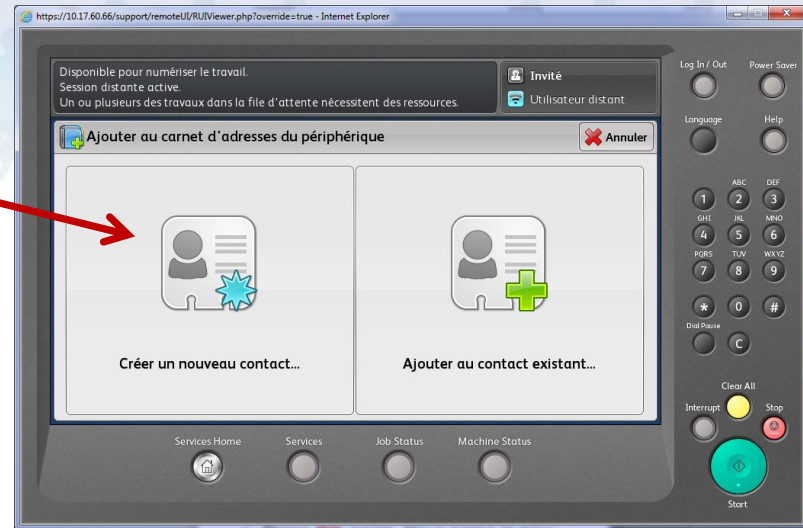 https://10.17.60.66/support/remoteUI/RUIViewer.php?override=true - Internet Explorer
Disponible pour numériser le travail.
Session distante active.
Un ou plusieurs des travaux dans la file d'attente nécessitent des ressources.
Invité
Utilisateur distant
Ajouter au carnet d'adresses du périphérique
Annuler
Créer un nouveau contact...
Ajouter au contact existant...
Services Home
Services
Job Status
Machine Status
Log In / Out
Power Saver
Language
Help
ABC
DEF
1
2
3
GHI
JKL
MNO
4
5
6
PQRS
TUV
WXYZ
7
8
9
*
0
#
Dial Pause
C
Clear All
Interrupt
Stop
Start